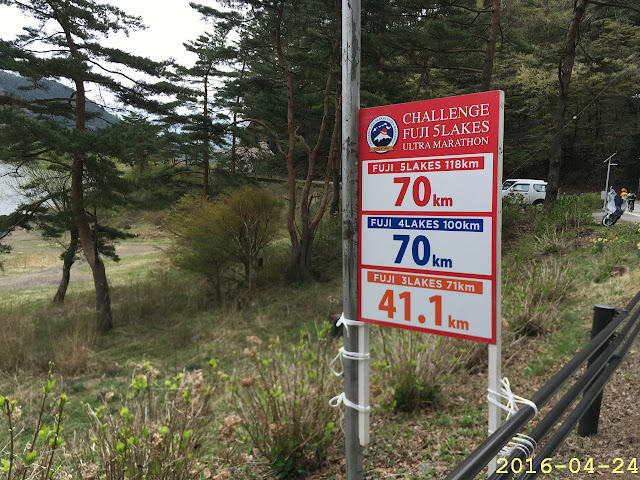 CHALLENGE
FUJI 5LAKES
ULTRA MARATHON
FUJI 5LAKES 118km
70km
FUJI 4LAKES 100km
70km
FUJI 3LAKES 71km
41.1km
2016-04-24